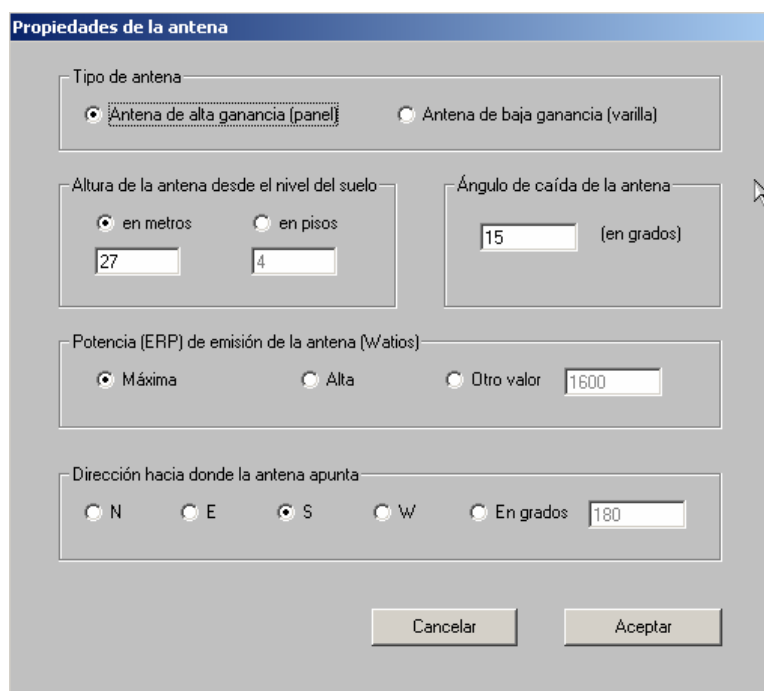 Propiedades de la antena
Tipo de antena
Antena de alta ganancia (panel) Antena de baja ganancia (varilla)
Altura de la antena desde el nivel del suelo
en metros en pisos
27 4
Ángulo de caída de la antena
15 (en grados)
Potencia (ERP) de emisión de la antena (Watios)
Máxima Alta Otro valor 1600
Dirección hacia donde la antena apunta
N E S W En grados 180
Cancelar Aceptar